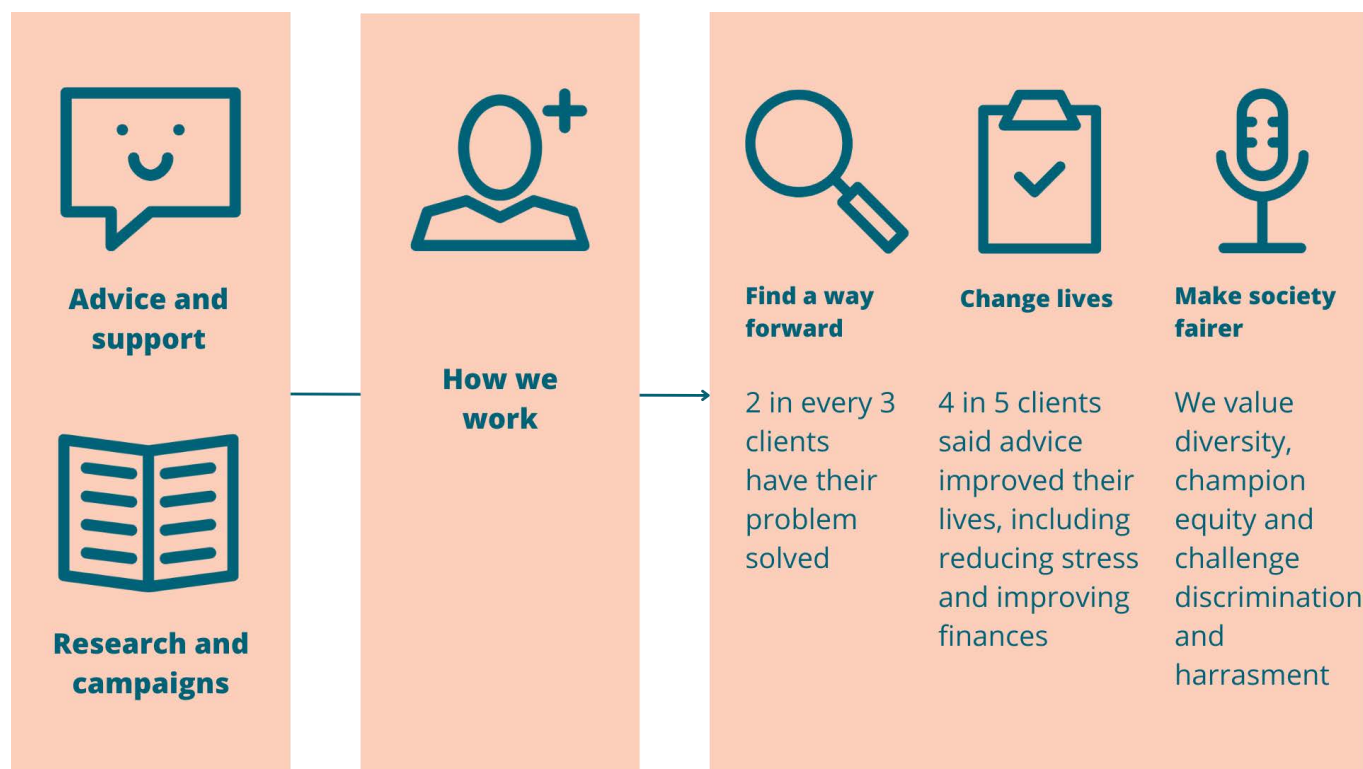 Advice and
support
Research and
campaigns
How we
work
Find a way
forward
2 in every 3
clients
have their
problem
solved
Change lives
4 in 5 clients
said advice
improved their
lives, including
reducing stress
and improving
finances
Make society
fairer
We value
diversity,
champion
equity and
challenge
discrimination
and
harrasment